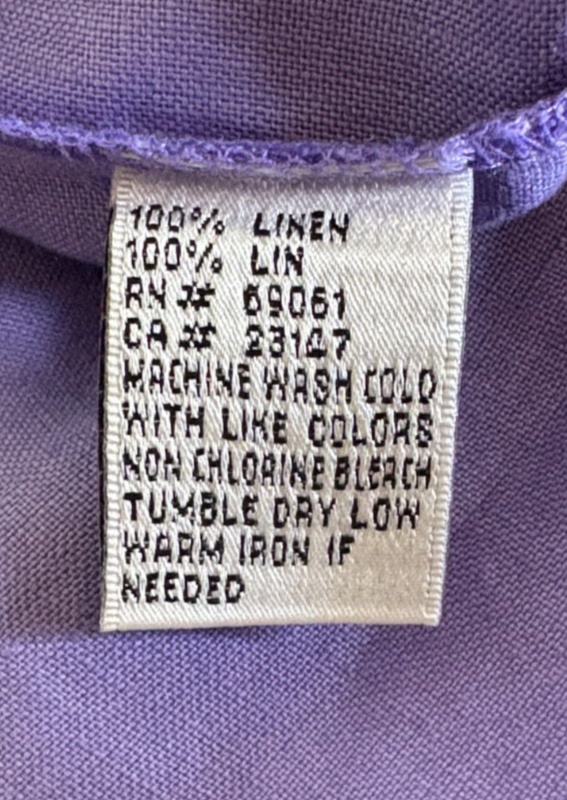 100% LINEN
100% LIN
RN# 69061
CA# 23147
MACHINE WASH COLD
WITH LIKE COLORS
NON CHLORINE BLEACH
TUMBLE DRY LOW
WARM IRON IF
NEEDED